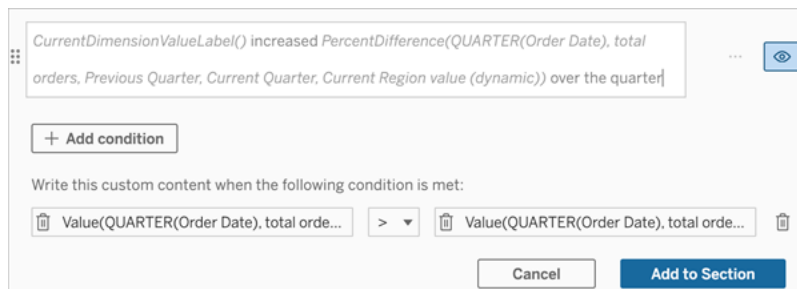 CurrentDimensionValueLabel() increased PercentDifference(QUARTER(Order Date), total
orders, Previous Quarter, Current Quarter, Current Region value (dynamic)) over the quarter
+ Add condition
Write this custom content when the following condition is met:
Value(QUARTER(Order Date), total orde... > Value(QUARTER(Order Date), total orde...
Cancel Add to Section